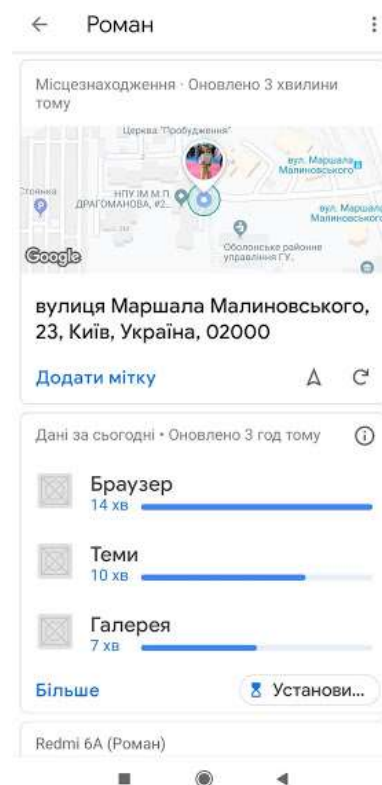 Роман
Місцезнаходження · Оновлено 3 хвилини
тому
Церква "Пробудження"
вул. Маршала
Малиновського
Стоянка
НПУ ІМ М.П.
ДРАГОМАНОВА, #2...
вул. Маршала
Малиновського
Оболонське районне
управління ГУ..
Google
вулиця Маршала Малиновського,
23, Київ, Україна, 02000
Додати мітку
Дані за сьогодні • Оновлено 3 год тому
Браузер
14 хв
Теми
10 хв
Галерея
7 хв
Більше
Установи...
Redmi 6A (Роман)